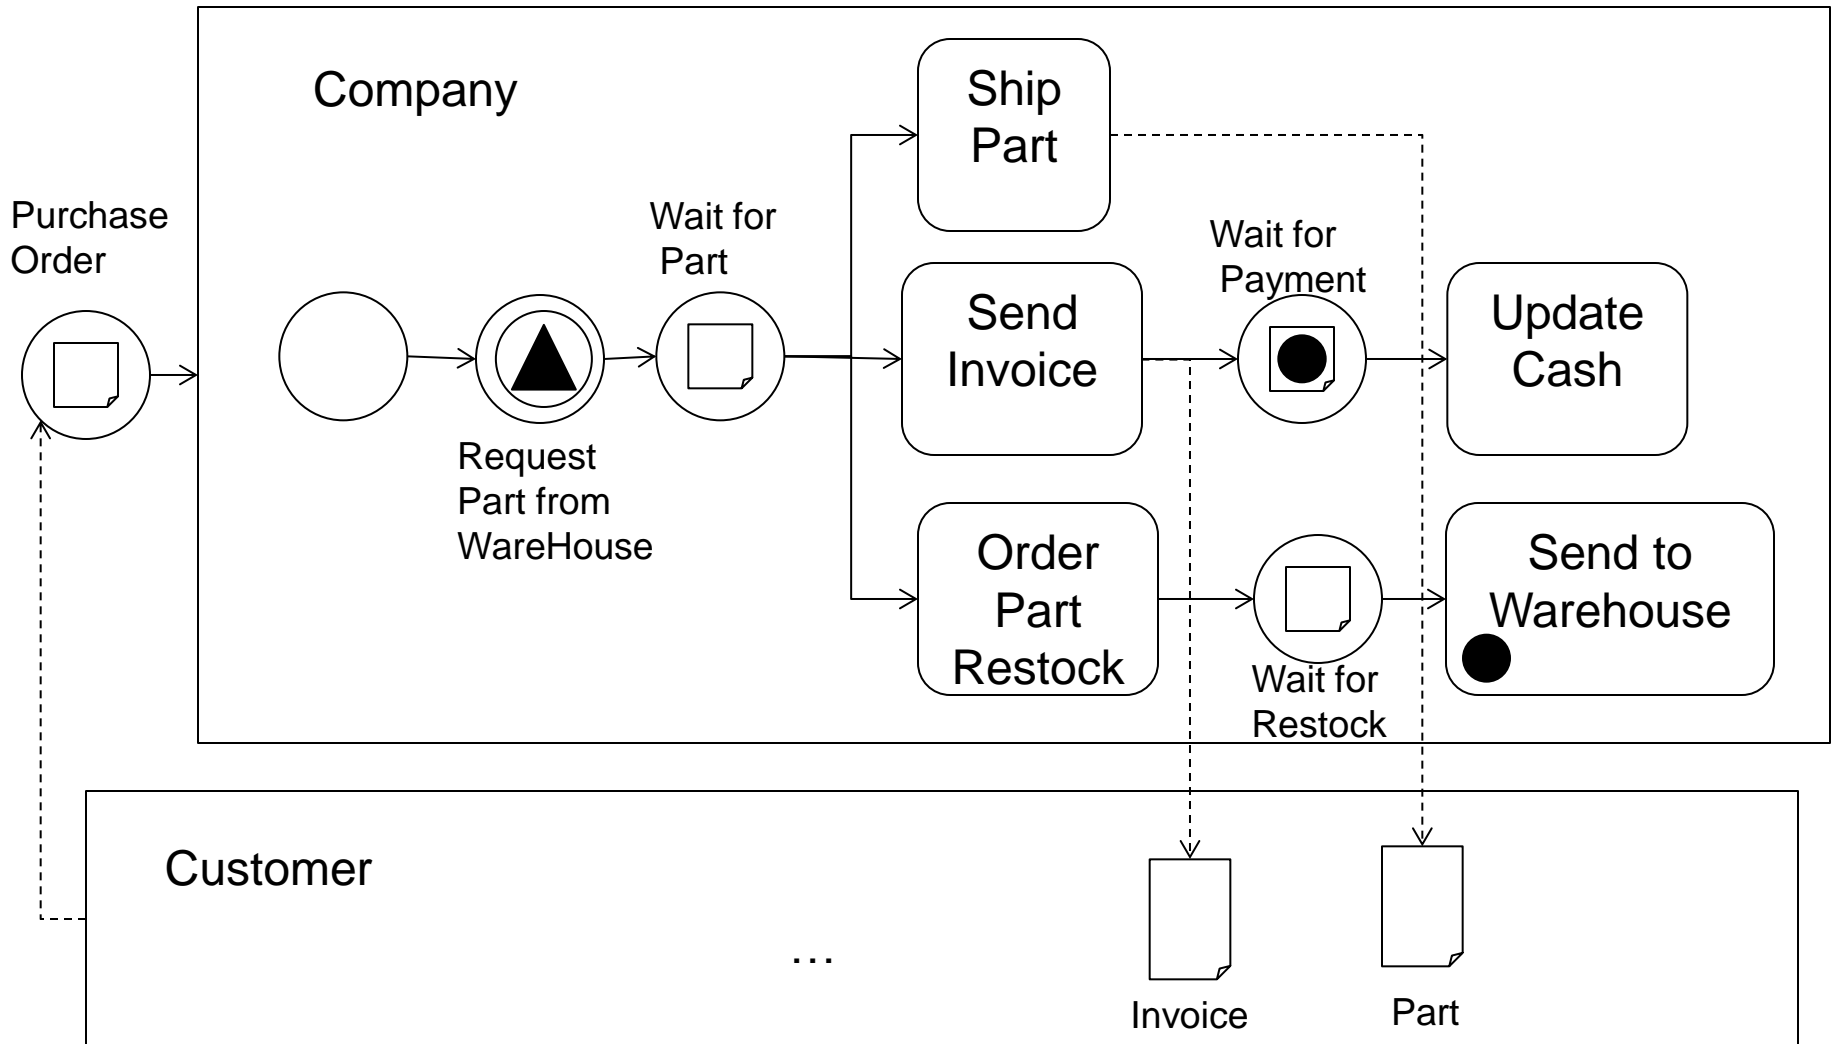 Company
Ship
Part
Purchase
Order
Wait for
Part
Wait for
Payment
Send
Invoice
Update
Cash
Request
Part from
WareHouse
Order
Part
Restock
Send to
Warehouse
Wait for
Restock
Customer
...
Invoice
Part